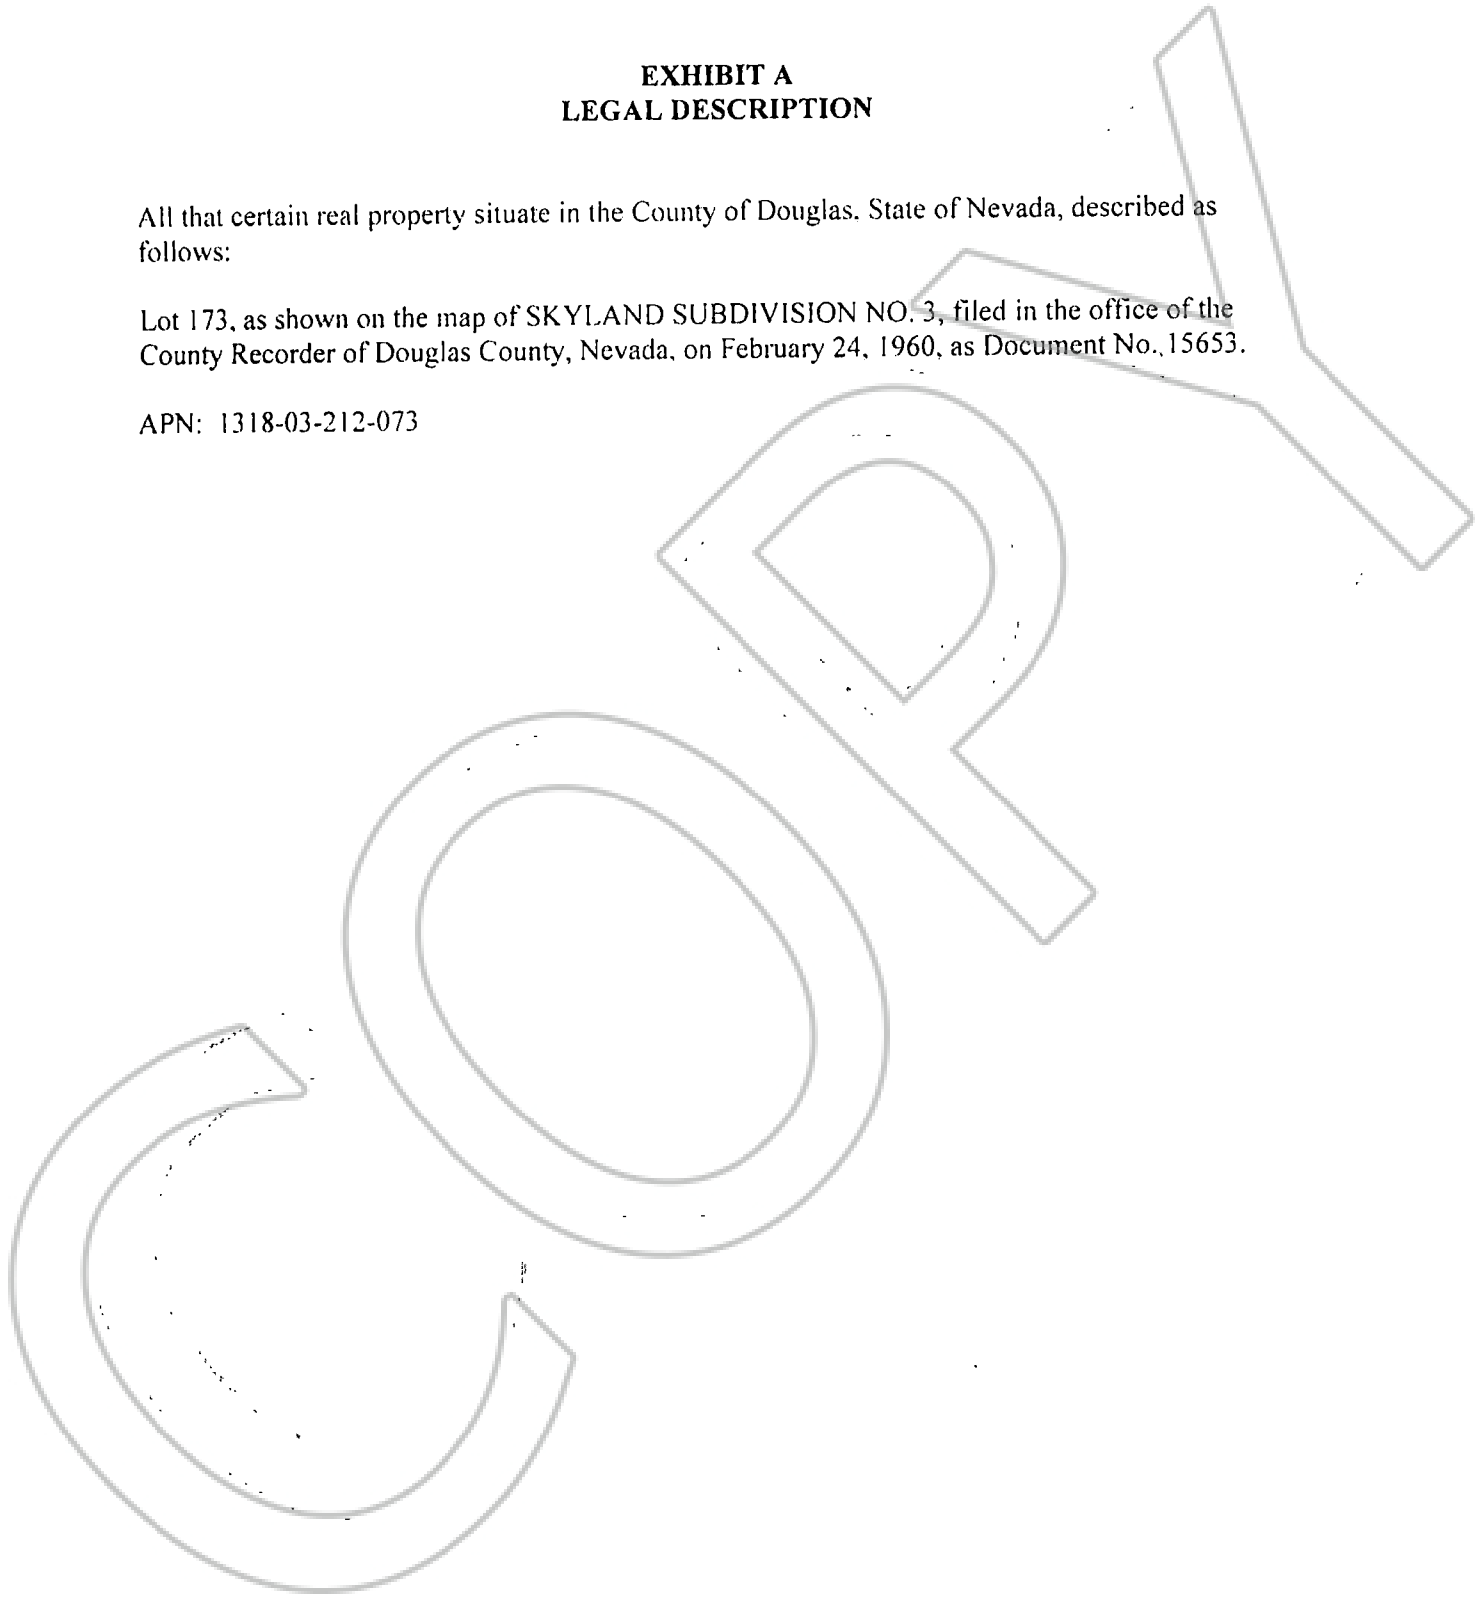 EXHIBIT A
LEGAL DESCRIPTION
All that certain real property situate in the County of Douglas, State of Nevada, described as
follows:
Lot 173, as shown on the map of SKYLAND SUBDIVISION NO. 3, filed in the office of the
County Recorder of Douglas County, Nevada, on February 24, 1960, as Document No. 15653.
APN: 1318-03-212-073
COPY